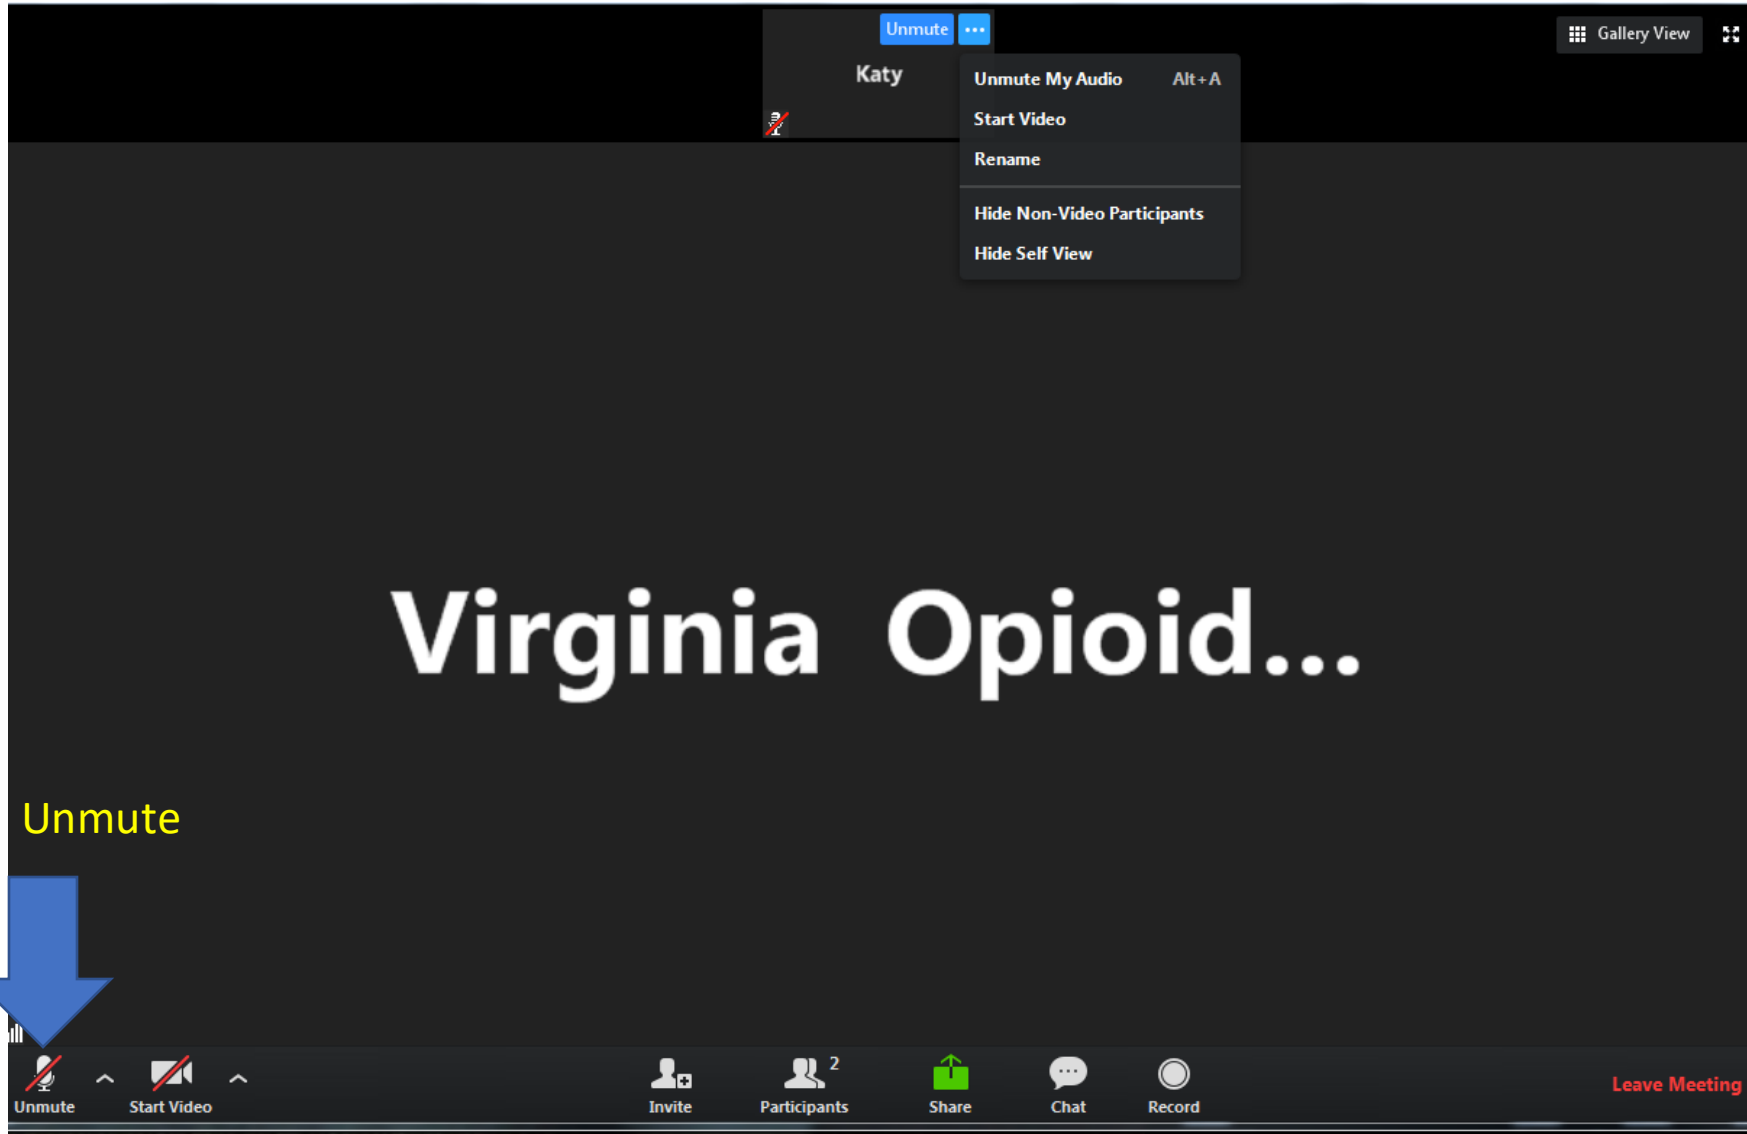 Unmute
Gallery View
Katy
Unmute My Audio Alt+A
Start Video
Rename
Hide Non-Video Participants
Hide Self View
Virginia Opioid...
Unmute
2
Unmute
Start Video
Invite
Participants
Share
Chat
Record
Leave Meeting